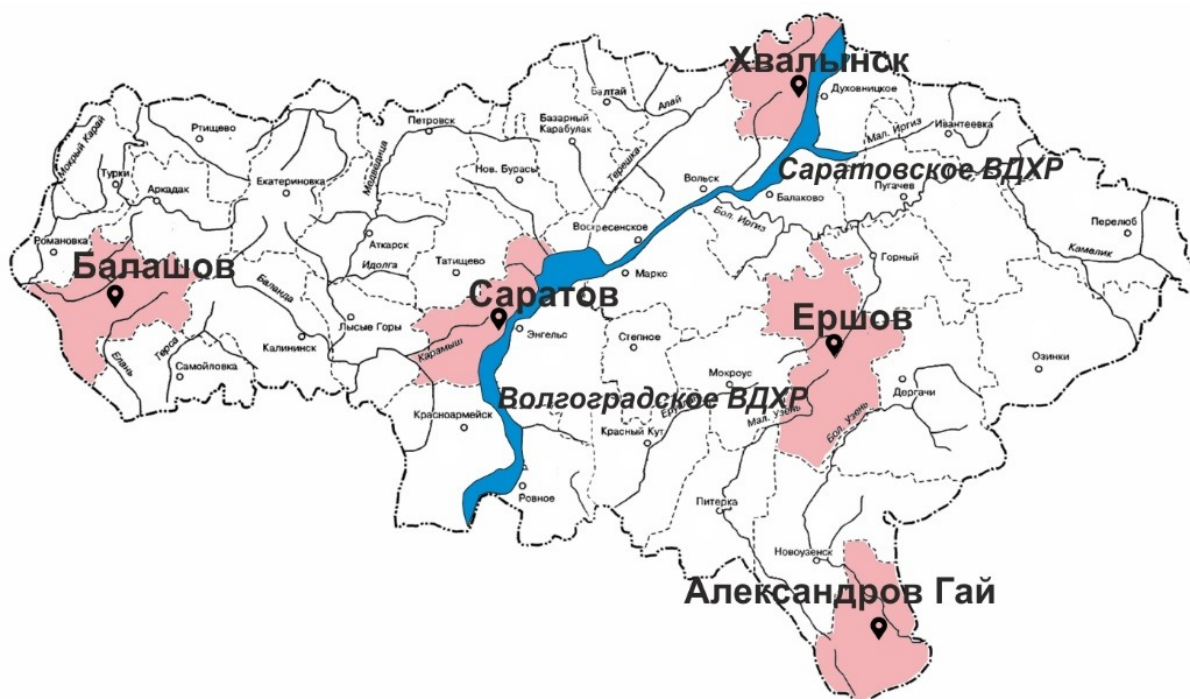 Хвалынск
Духовницкое
Балтай
Алай
Базарный
Карабулак
Петровск
Ртищево
Мокрый Карай
Медведица
Мал. Иргиз
Ивантеевка
Саратовское ВДХР
Терешка
Нов. Бурасы
Турки
Аркадак
Екатериновка
Вольск
Балаково
Пугачев
Бол. Иргиз
Перелюб
Камелик
Воскресенское
Романовка
Аткарск
Идолга
Татищево
Горный
Маркс
Балашов
Саратов
Баланда
Лысые Горы
Энгельс
Ершов
Степное
Карамыш
Калининск
Герса
Елань
Самойловка
Озинки
Мокроус
Дергачи
Волгоградское ВДХР
Красноармейск
Мал. Узень
Бол. Узень
Красный Кут
Питерка
Ровное
Новоузенск
Александров Гай